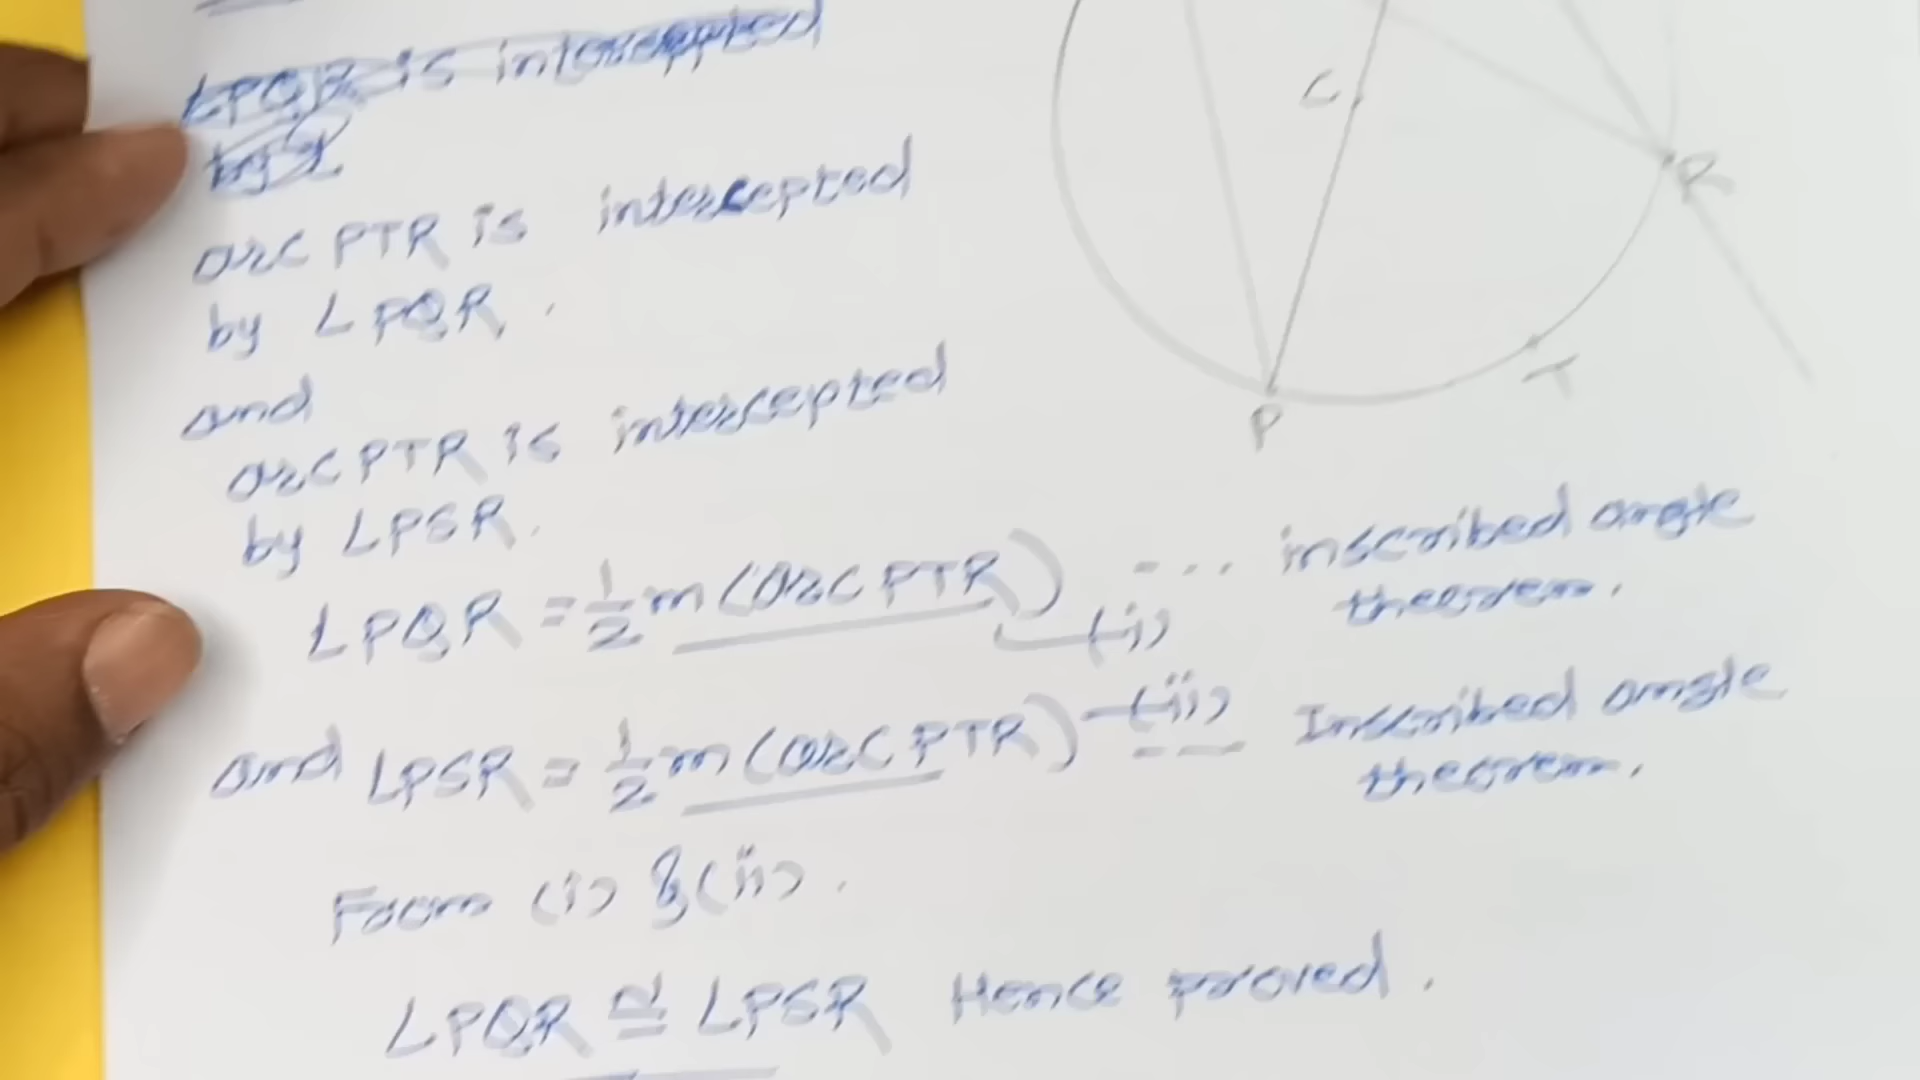 ∠PQR is intercepted
by
arc PTR is intercepted
by ∠PQR.
and
arc PTR is intercepted
by ∠PSR.
∠PQR = 1/2 m(arc PTR) —(i) ... inscribed angle
theorem.
and ∠PSR = 1/2 m(arc PTR) —(ii) --- Inscribed angle
theorem.
From (i) & (ii).
∠PQR ≅ ∠PSR Hence proved.
C
R
T
P